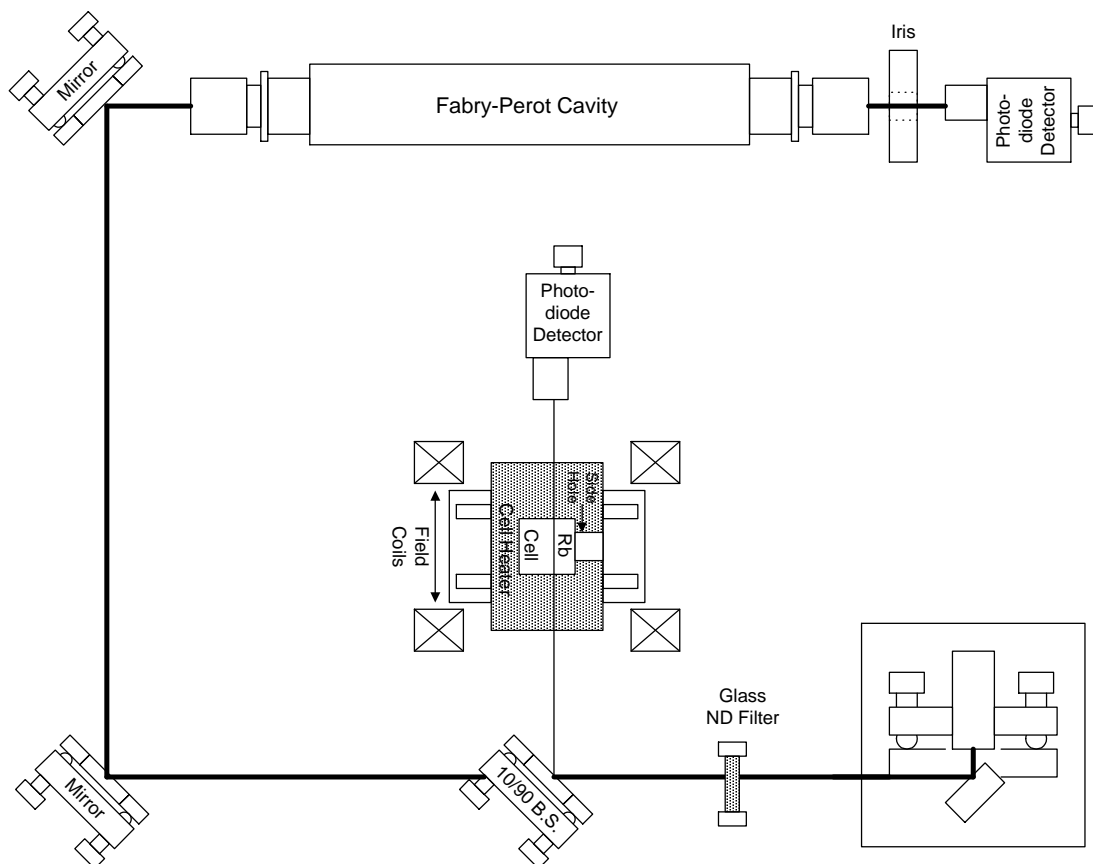 Iris
Mirror
Fabry-Perot Cavity
Photo-
diode
Detector
Photo-
diode
Detector
Side
Hole
Cell Heater
Cell
Rb
Field
Coils
Glass
ND Filter
Mirror
10/90 B.S.